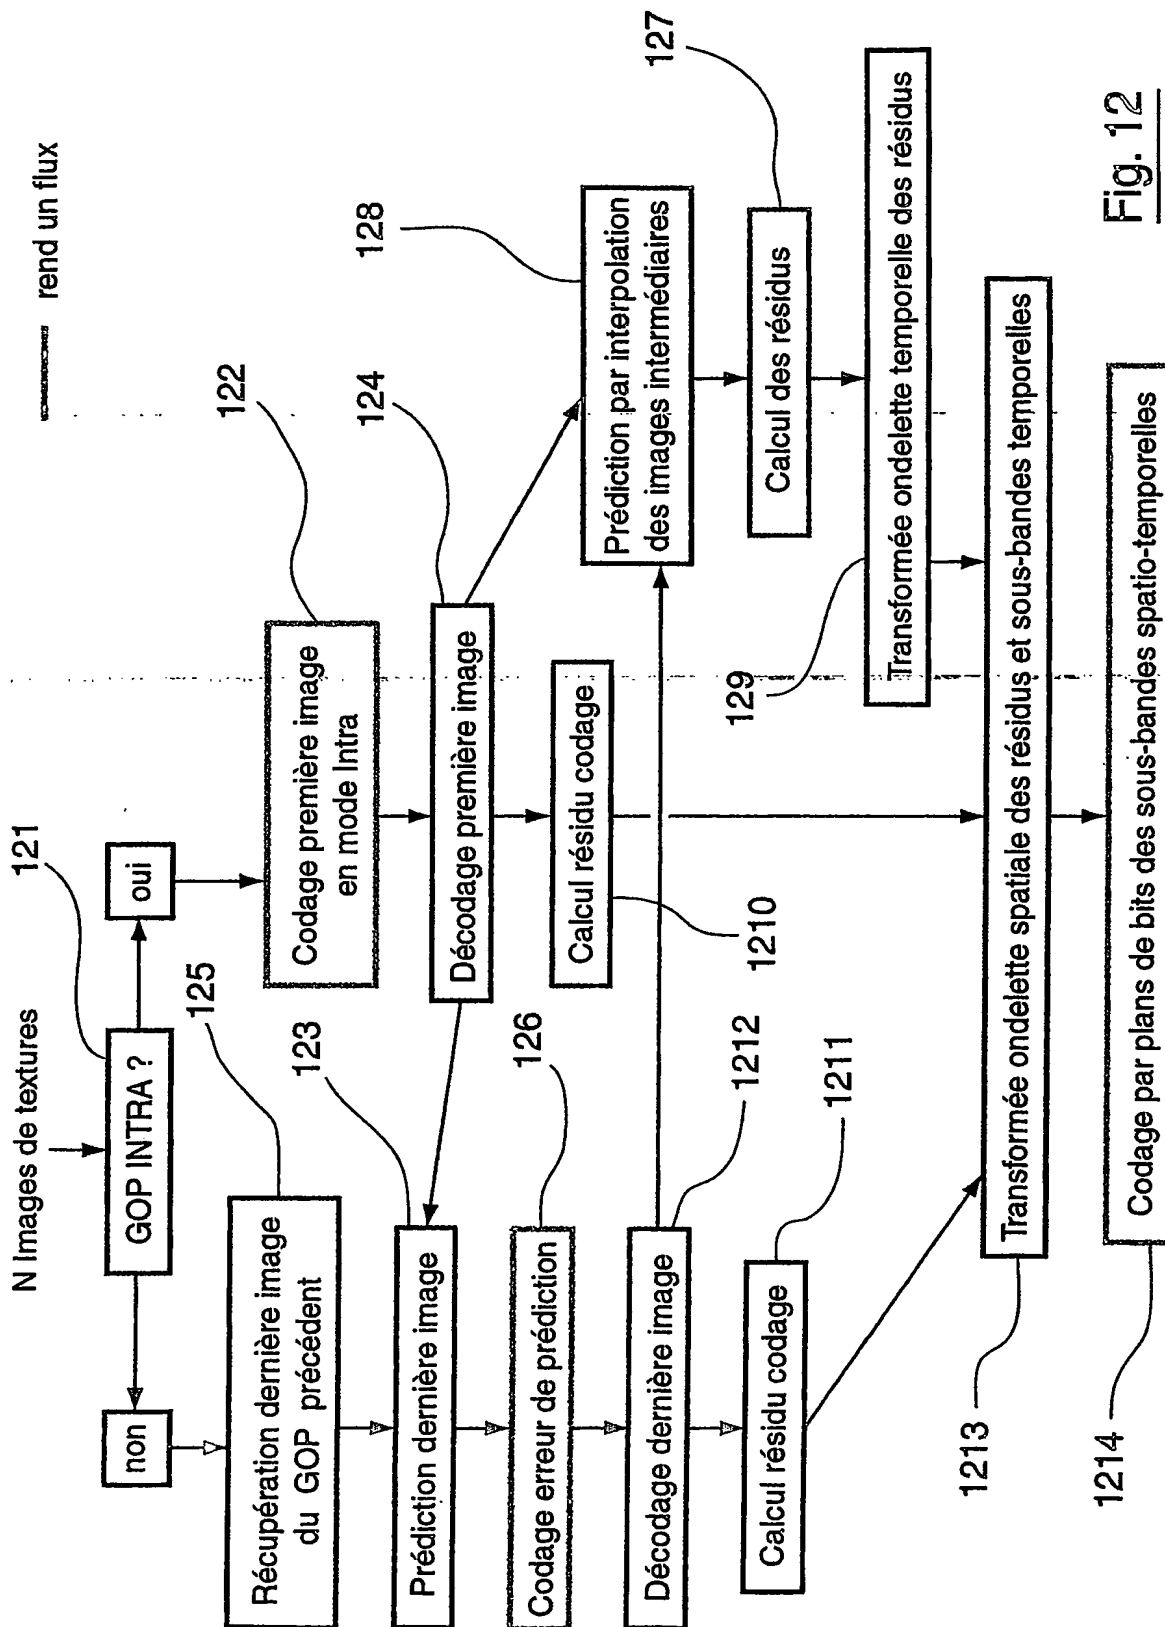 N Images de textures
121
rend un flux
GOP INTRA ?
non
oui
125
122
Récupération dernière image
du GOP précédent
Codage première image
en mode Intra
123
124
Prédiction dernière image
Décodage première image
126
128
Codage erreur de prédiction
Calcul résidu codage
Prédiction par interpolation
des images intermédiaires
1212
1210
127
Décodage dernière image
Calcul des résidus
1211
129
Calcul résidu codage
Transformée ondelette temporelle des résidus
1213
Transformée ondelette spatiale des résidus et sous-bandes temporelles
1214
Codage par plans de bits des sous-bandes spatio-temporelles
Fig. 12